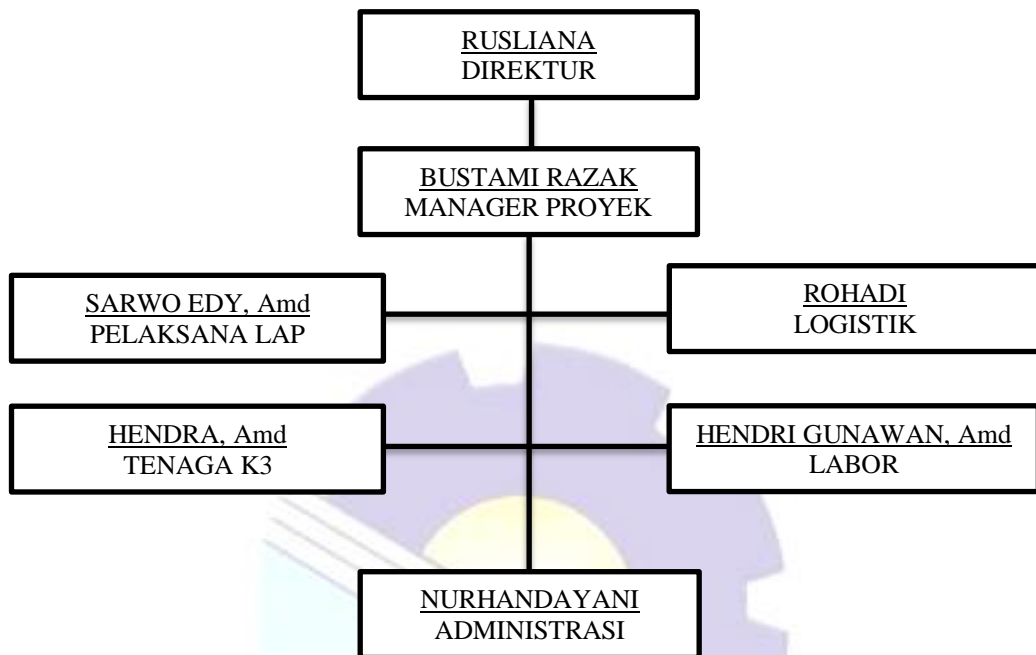 RUSLIANA
DIREKTUR
BUSTAMI RAZAK
MANAGER PROYEK
SARWO EDY, Amd
PELAKSANA LAP
ROHADI
LOGISTIK
HENDRA, Amd
TENAGA K3
HENDRI GUNAWAN, Amd
LABOR
NURHANDAYANI
ADMINISTRASI